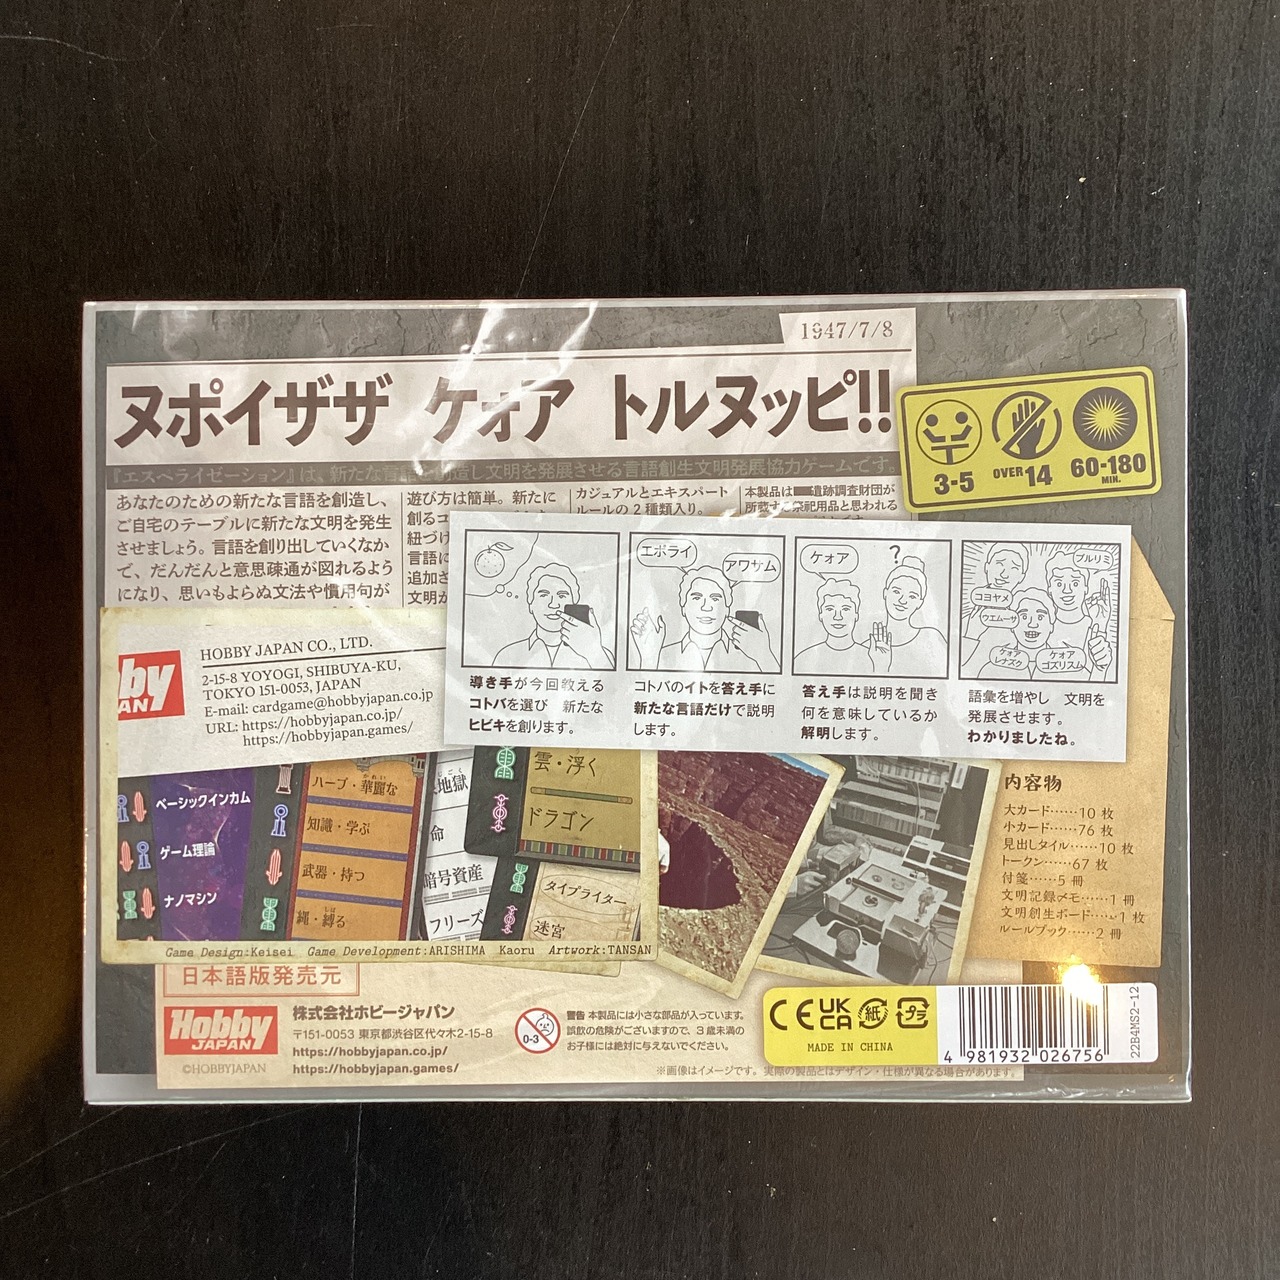 1947/7/8
ヌポイザザ ケォア トルヌッピ!!
『エスペライゼーション』は、新たな言語を創造し文明を発展させる言語創生文明発展協力ゲームです。
あなたのための新たな言語を創造し、
ご自宅のテーブルに新たな文明を発生
させましょう。言語を創り出していくなか
で、だんだんと意思疎通が図れるよう
になり、思いもよらぬ文法や慣用句が
遊び方は簡単。新たに
創るコ
紐づけ
言語に
追加さ
文明が
カジュアルとエキスパート
ルールの2種類入り。
本製品は 遺跡調査財団が
所蔵する祭祀用品と思われる
3-5
OVER 14
60-180
MIN.
エポライ
アワサム
ケォア
?
ブルリミ
コヨヤメ
ウエムーサ
ケォア
レナズク
ケォア
ゴズリスム
導き手が今回教える
コトバを選び 新たな
ヒビキを創ります。
コトバのイトを答え手に
新たな言語だけで説明
します。
答え手は説明を聞き
何を意味しているか
解明します。
語彙を増やし 文明を
発展させます。
わかりましたね。
by
AN
HOBBY JAPAN CO., LTD.
2-15-8 YOYOGI, SHIBUYA-KU,
TOKYO 151-0053, JAPAN
E-mail: cardgame@hobbyjapan.co.jp
URL: https://hobbyjapan.co.jp/
https://hobbyjapan.games/
ベーシックインカム
ゲーム理論
ナノマシン
ハープ・華麗な
知識・学ぶ
武器・持つ
縄・縛る
地獄
命
暗号資産
フリーズ
雲・浮く
ドラゴン
タイプライター
迷宮
Game Design:Keisei Game Development:ARISHIMA Kaoru Artwork:TANSAN
内容物
大カード……10 枚
小カード……76 枚
見出しタイル……10 枚
トークン……67 枚
付箋……5 冊
文明記録メモ……1 冊
文明創生ボード……1 枚
ルールブック……2 冊
日本語版発売元
Hobby
JAPAN
©HOBBYJAPAN
株式会社ホビージャパン
〒151-0053 東京都渋谷区代々木2-15-8
https://hobbyjapan.co.jp/
https://hobbyjapan.games/
0-3
警告 本製品には小さな部品が入っています。
誤飲の危険がございますので、3歳未満の
お子様には絶対に与えないでください。
CE UK CA 紙 プラ
MADE IN CHINA
4 981932 026756
22B4MS2-12
※画像はイメージです。実際の製品とはデザイン・仕様が異なる場合があります。